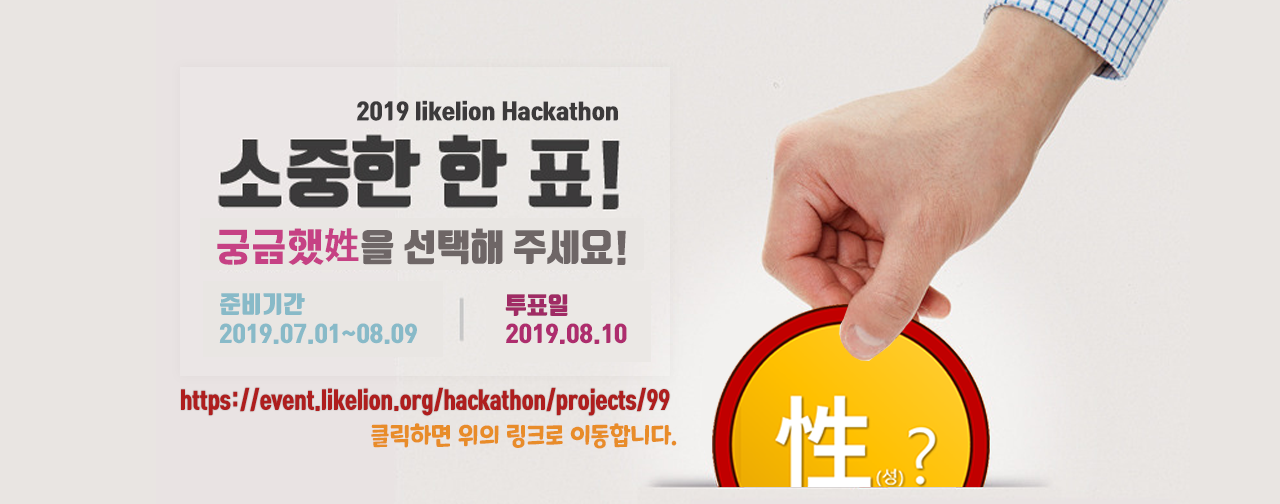 2019 likelion Hackathon
소중한 한 표!
궁금했姓을 선택해 주세요!
준비기간
2019.07.01~08.09
투표일
2019.08.10
https://event.likelion.org/hackathon/projects/99
클릭하면 위의 링크로 이동합니다.
性(성)?